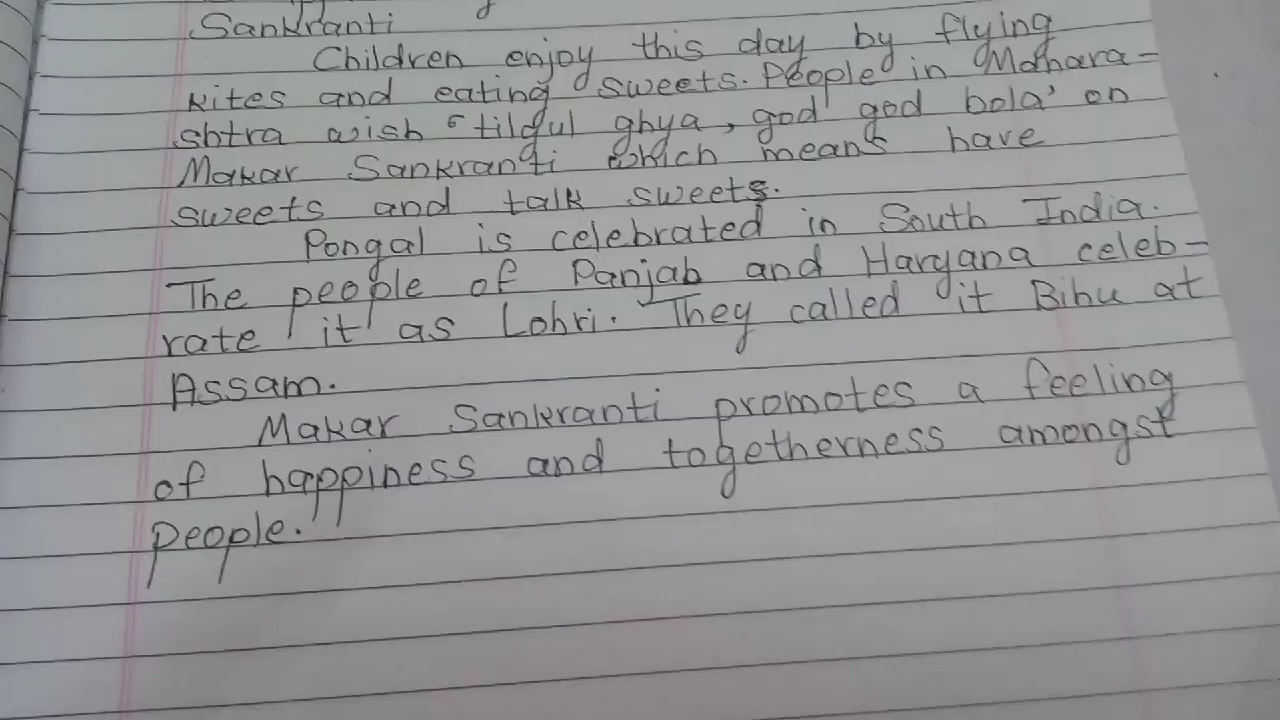 Sankranti
Children enjoy this day by flying
kites and eating sweets. People in Mahara-
shtra wish 'tilgul ghya, god god bola' on
Makar Sankranti which means have
sweets and talk sweets.
Pongal is celebrated in South India.
The people of Panjab and Haryana celeb-
rate it as Lohri. They called it Bihu at
Assam.
Makar Sankranti promotes a feeling
of happiness and togetherness amongst
people.